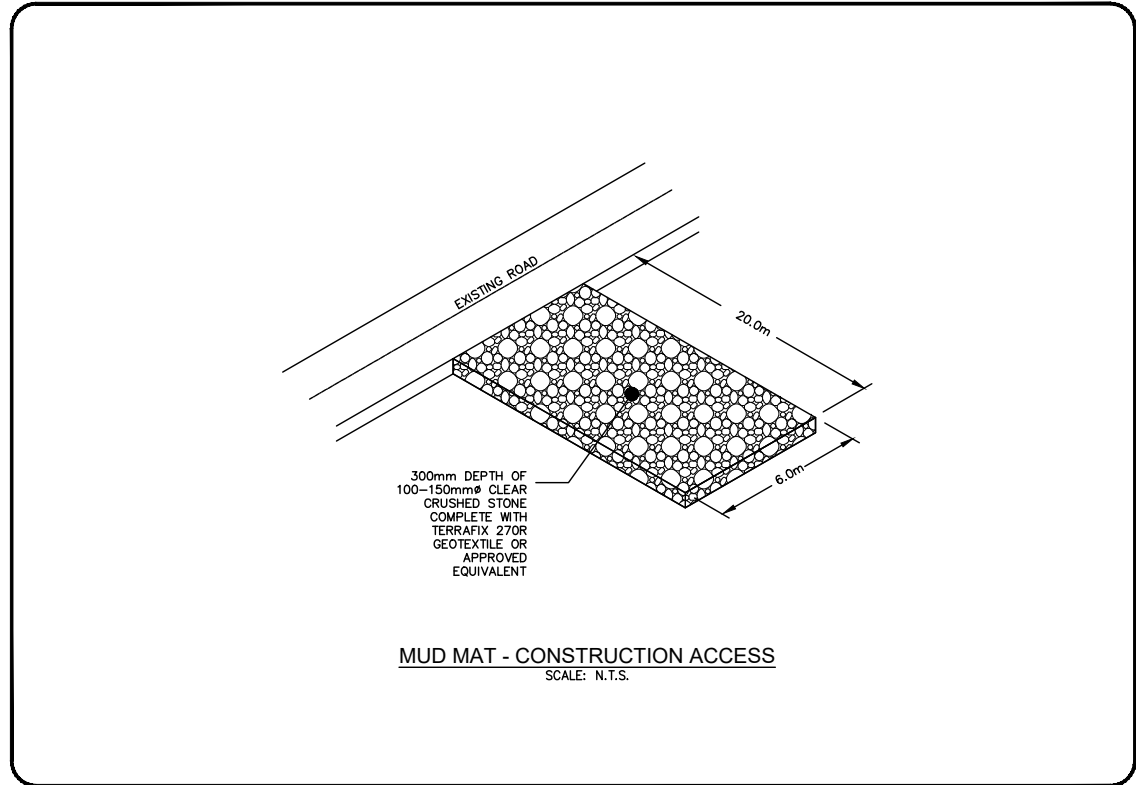 EXISTING ROAD
20.0m
6.0m
300mm DEPTH OF
100-150mmø CLEAR
CRUSHED STONE
COMPLETE WITH
TERRAFIX 270R
GEOTEXTILE OR
APPROVED
EQUIVALENT
MUD MAT - CONSTRUCTION ACCESS
SCALE: N.T.S.